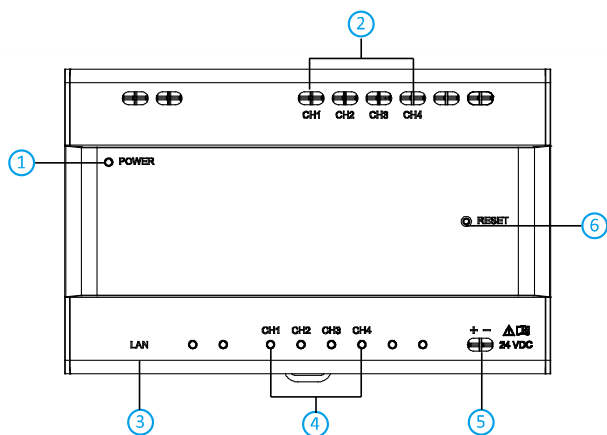 2
CH1 CH2 CH3 CH4
1 POWER
RESET 6
CH1 CH2 CH3 CH4 + -
LAN 24 VDC
3 4 5